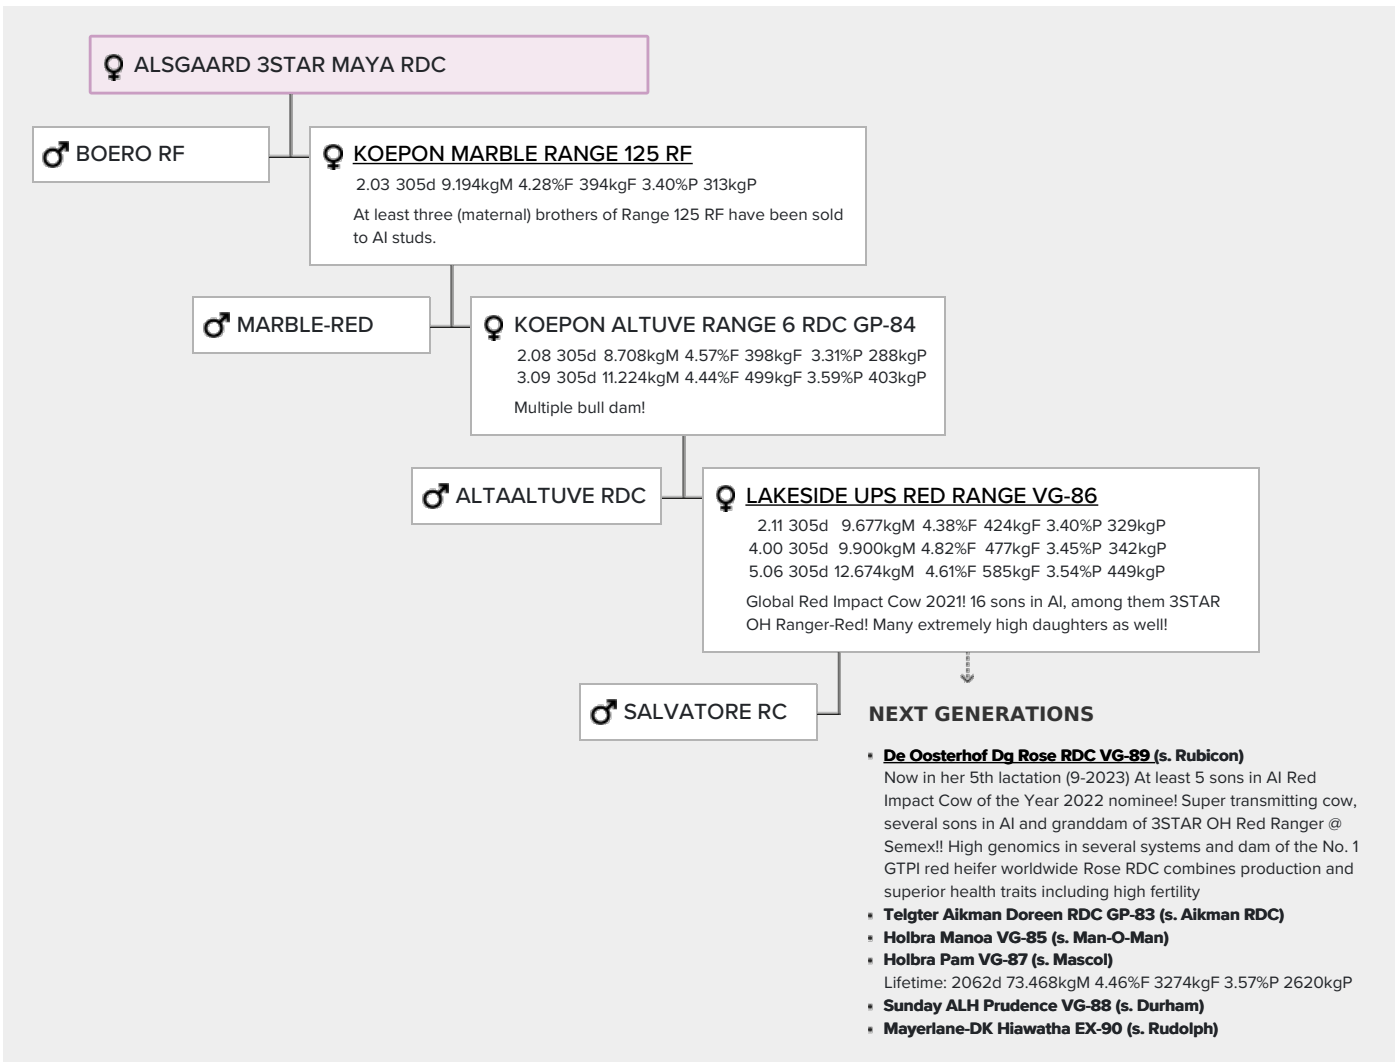 ALSGAARD 3STAR MAYA RDC
BOERO RF
KOEPON MARBLE RANGE 125 RF
2.03 305d 9.194kgM 4.28%F 394kgF 3.40%P 313kgP
At least three (maternal) brothers of Range 125 RF have been sold
to AI studs.
MARBLE-RED
KOEPON ALTUVE RANGE 6 RDC GP-84
2.08 305d 8.708kgM 4.57%F 398kgF 3.31%P 288kgP
3.09 305d 11.224kgM 4.44%F 499kgF 3.59%P 403kgP
Multiple bull dam!
ALTAALTUVE RDC
LAKESIDE UPS RED RANGE VG-86
2.11 305d 9.677kgM 4.38%F 424kgF 3.40%P 329kgP
4.00 305d 9.900kgM 4.82%F 477kgF 3.45%P 342kgP
5.06 305d 12.674kgM 4.61%F 585kgF 3.54%P 449kgP
Global Red Impact Cow 2021! 16 sons in AI, among them 3STAR
OH Ranger-Red! Many extremely high daughters as well!
SALVATORE RC
NEXT GENERATIONS
▪ De Oosterhof Dg Rose RDC VG-89 (s. Rubicon)
Now in her 5th lactation (9-2023) At least 5 sons in AI Red
Impact Cow of the Year 2022 nominee! Super transmitting cow,
several sons in AI and granddam of 3STAR OH Red Ranger @
Semex!! High genomics in several systems and dam of the No. 1
GTPI red heifer worldwide Rose RDC combines production and
superior health traits including high fertility
▪ Telgter Aikman Doreen RDC GP-83 (s. Aikman RDC)
▪ Holbra Manoa VG-85 (s. Man-O-Man)
▪ Holbra Pam VG-87 (s. Mascol)
Lifetime: 2062d 73.468kgM 4.46%F 3274kgF 3.57%P 2620kgP
▪ Sunday ALH Prudence VG-88 (s. Durham)
▪ Mayerlane-DK Hiawatha EX-90 (s. Rudolph)